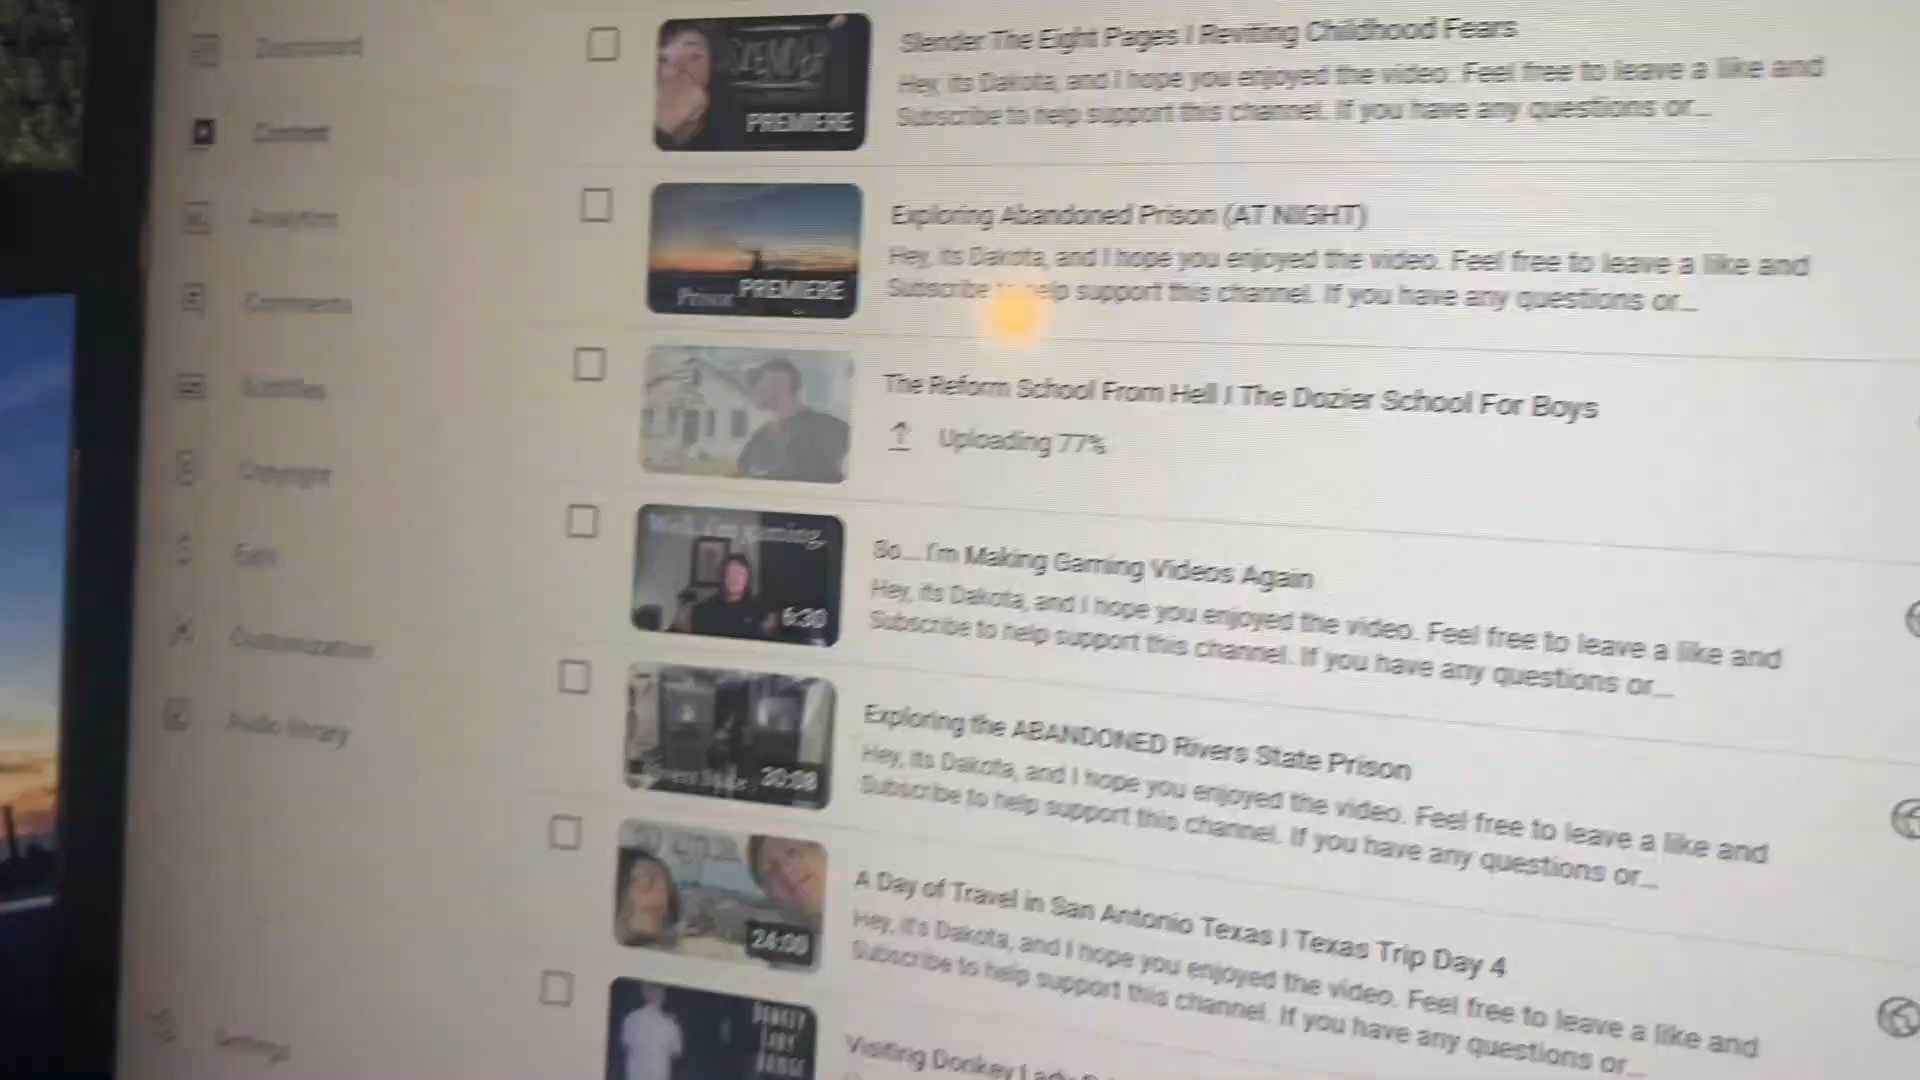 Dashboard
Content
Analytics
Comments
Subtitles
Copyright
Earn
Customization
Audio library
Settings
SLENDER
PREMIERE
Slender The Eight Pages I Reviting Childhood Fears
Hey, its Dakota, and I hope you enjoyed the video. Feel free to leave a like and
Subscribe to help support this channel. If you have any questions or...
Prison PREMIERE
Exploring Abandoned Prison (AT NIGHT)
Hey, its Dakota, and I hope you enjoyed the video. Feel free to leave a like and
Subscribe to help support this channel. If you have any questions or...
The Reform School From Hell I The Dozier School For Boys
Uploading 77%
Well, I'm gaming.
6:30
So... I'm Making Gaming Videos Again
Hey, its Dakota, and I hope you enjoyed the video. Feel free to leave a like and
Subscribe to help support this channel. If you have any questions or...
30:08
Exploring the ABANDONED Rivers State Prison
Hey, its Dakota, and I hope you enjoyed the video. Feel free to leave a like and
Subscribe to help support this channel. If you have any questions or...
24:00
A Day of Travel in San Antonio Texas I Texas Trip Day 4
Hey, it's Dakota, and I hope you enjoyed the video. Feel free to leave a like and
Subscribe to help support this channel. If you have any questions or...
DONKEY
LADY
BRIDGE
Visiting Donkey Lady